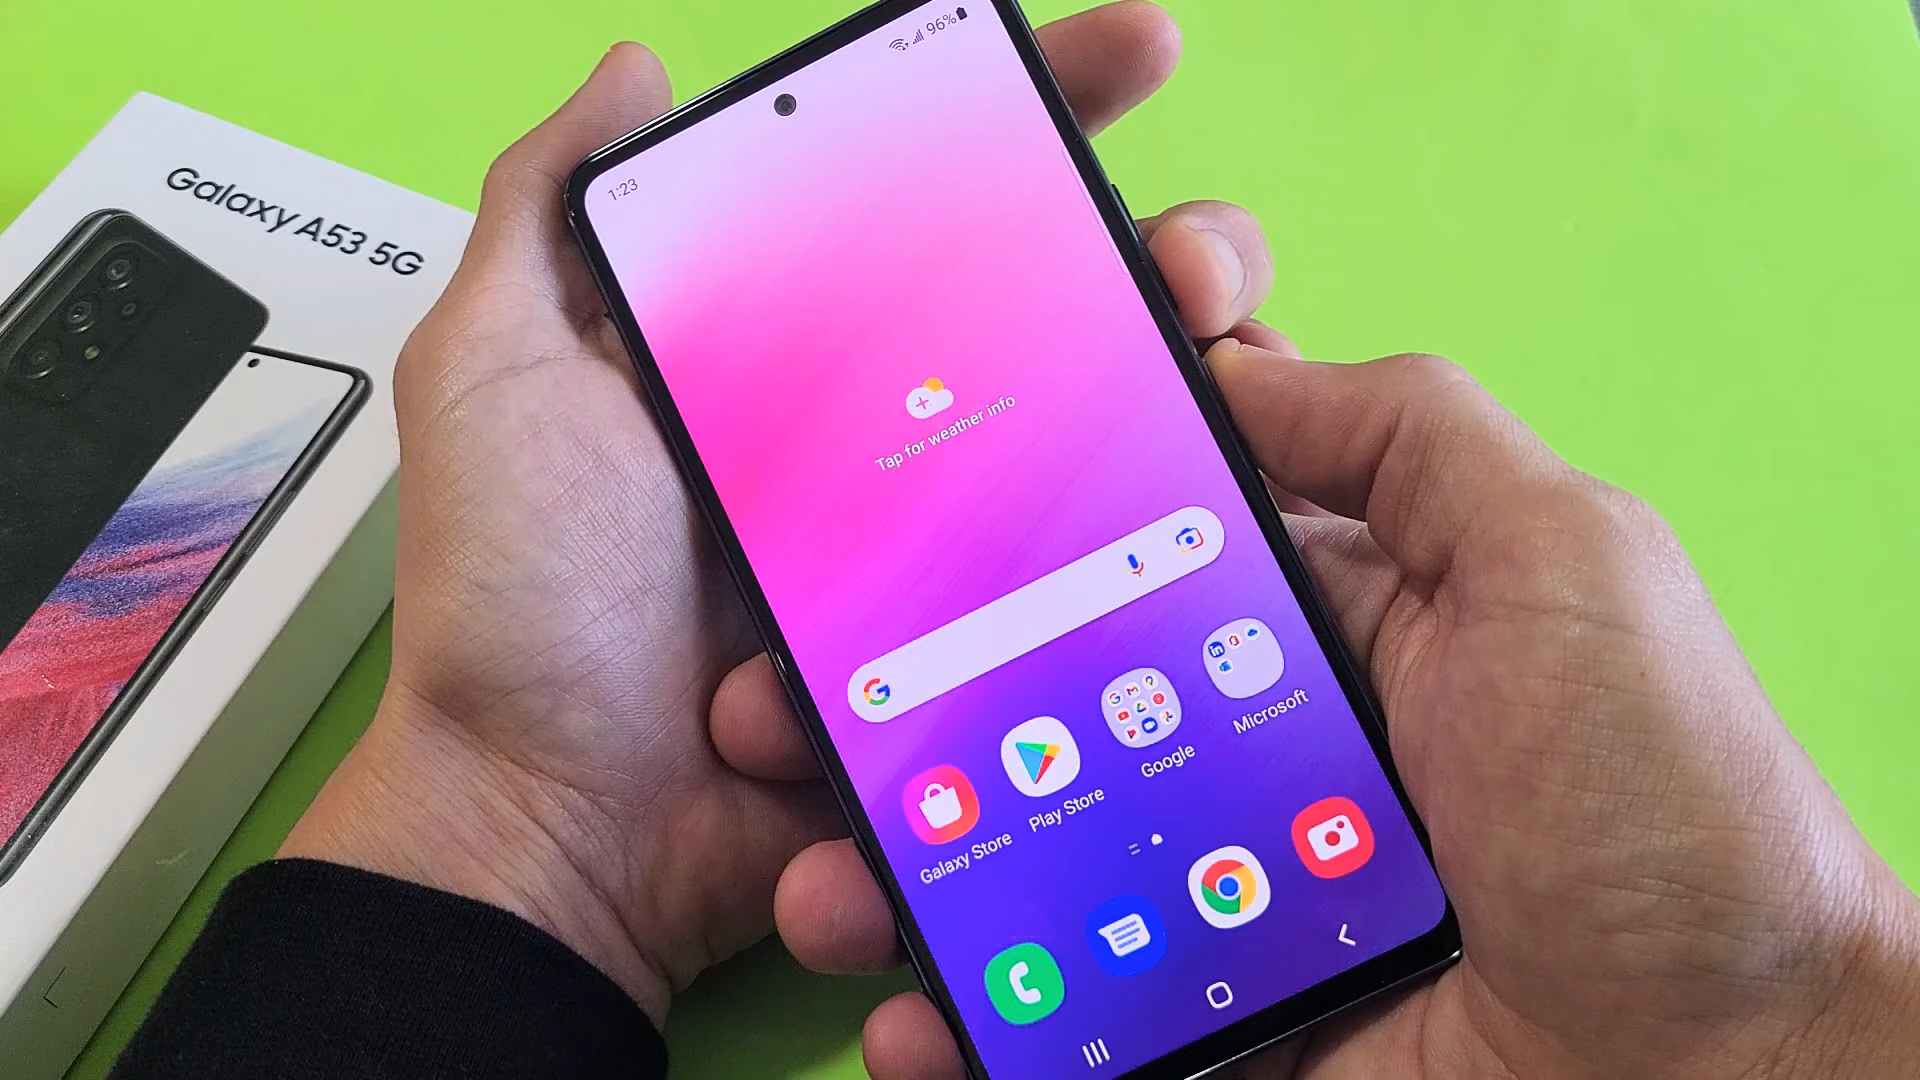 Galaxy A53 5G
1:23
96%
Tap for weather info
Galaxy Store
Play Store
Google
Microsoft